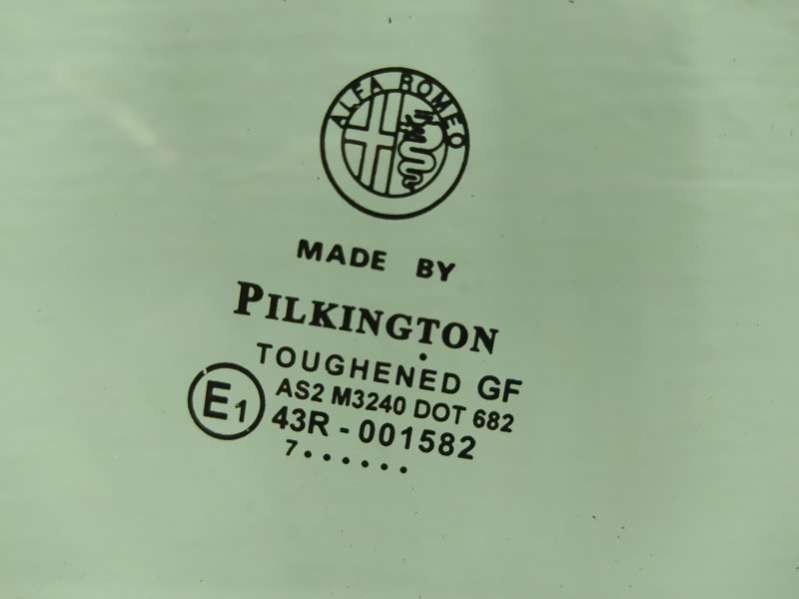 ALFA ROMEO
MADE BY
PILKINGTON
TOUGHENED GF
AS2 M3240 DOT 682
E1 43R - 001582
7......